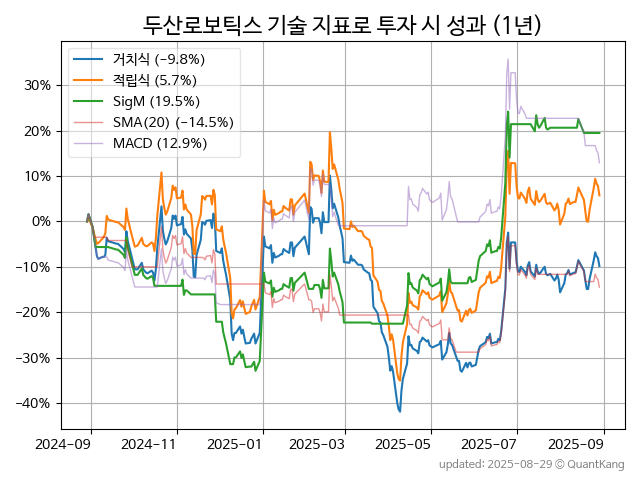 두산로보틱스 기술 지표로 투자 시 성과 (1년)
거치식 (−9.8%)
적립식 (5.7%)
SigM (19.5%)
SMA(20) (−14.5%)
MACD (12.9%)
30%
20%
10%
0%
−10%
−20%
−30%
−40%
2024-09 2024-11 2025-01 2025-03 2025-05 2025-07 2025-09
updated: 2025-08-29 © QuantKang